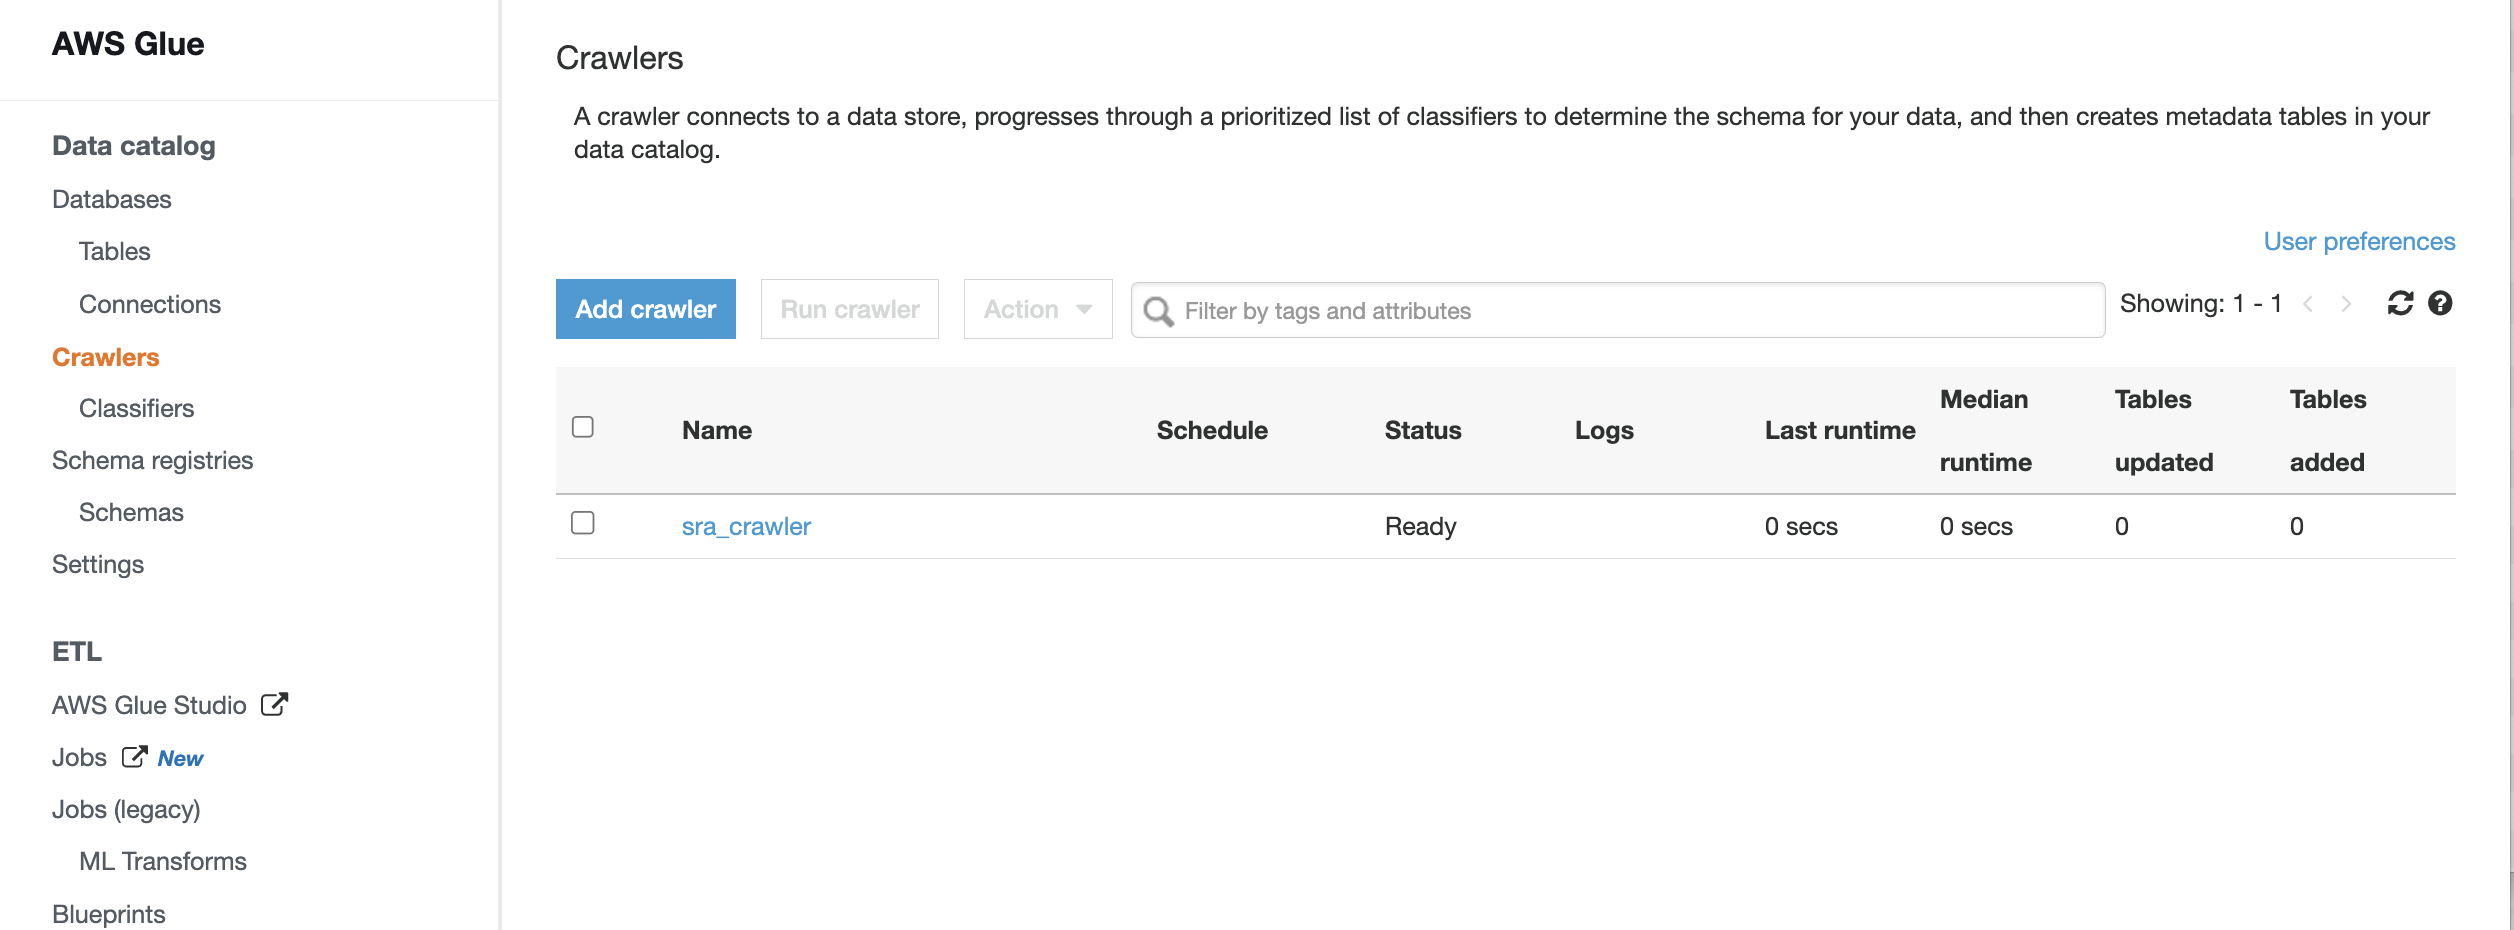 AWS Glue
Data catalog
Databases
Tables
Connections
Crawlers
Classifiers
Schema registries
Schemas
Settings
ETL
AWS Glue Studio
Jobs New
Jobs (legacy)
ML Transforms
Blueprints
Crawlers
A crawler connects to a data store, progresses through a prioritized list of classifiers to determine the schema for your data, and then creates metadata tables in your
data catalog.
User preferences
Add crawler Run crawler Action Filter by tags and attributes Showing: 1 - 1
Name Schedule Status Logs Last runtime Median runtime Tables updated Tables added
sra_crawler Ready 0 secs 0 secs 0 0